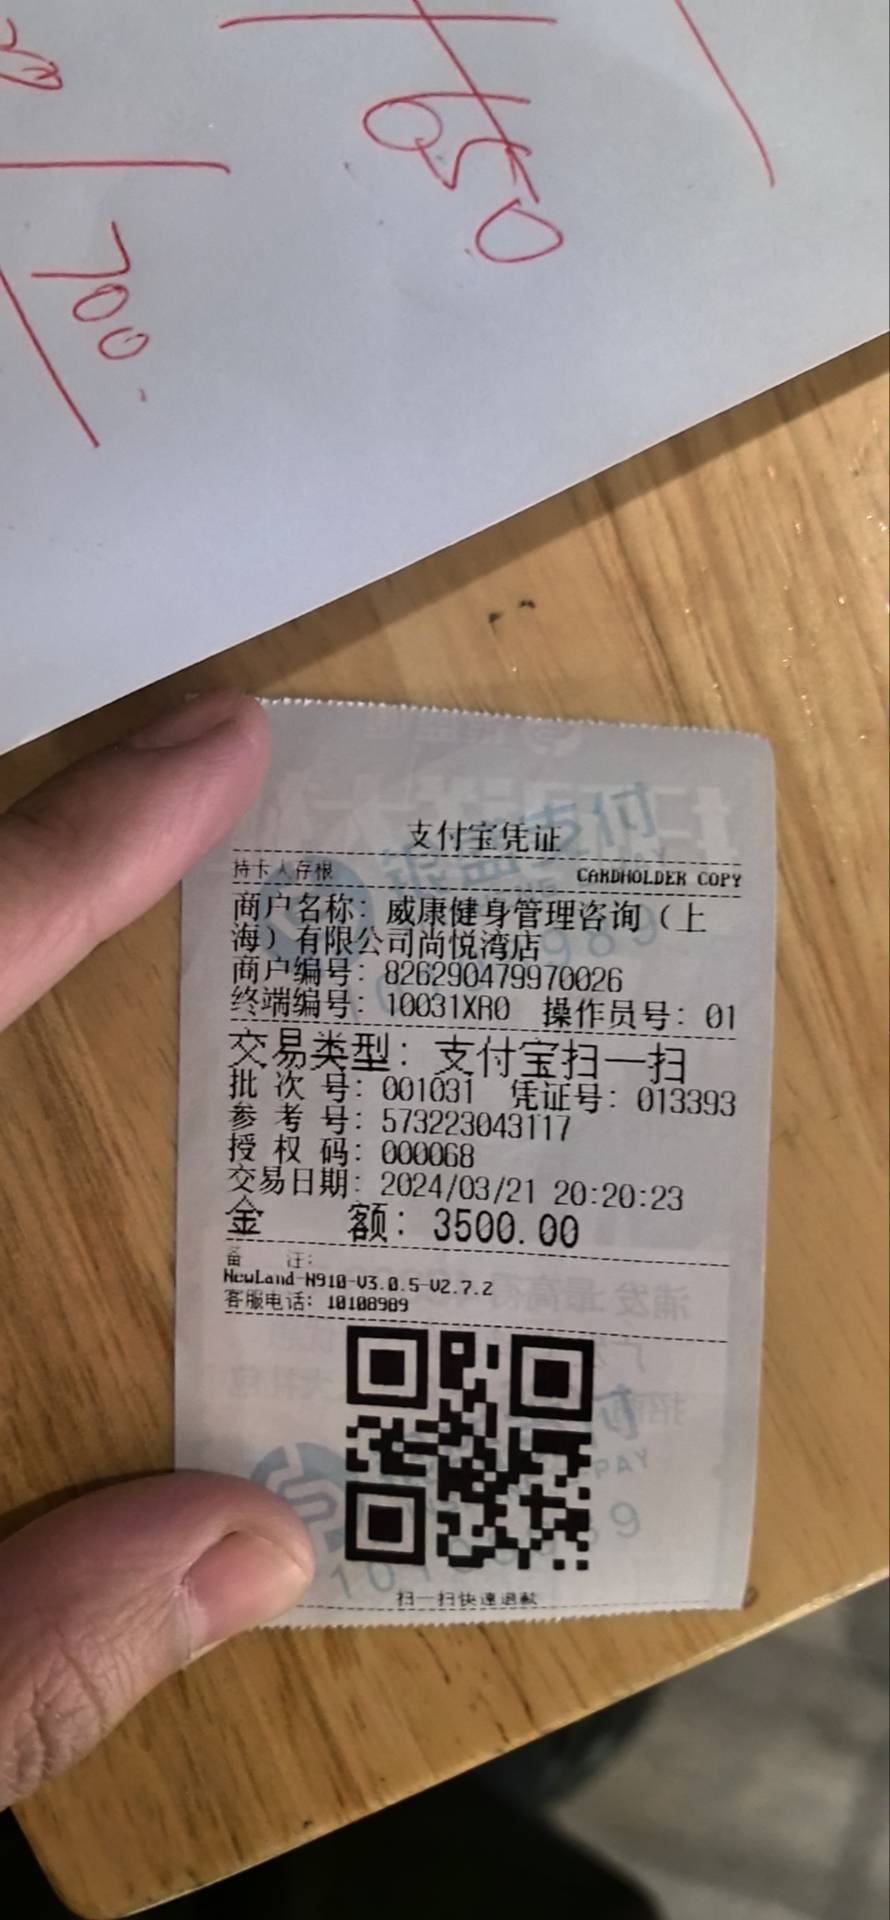 650
700.
支付宝凭证
持卡人存根 CARDHOLDER COPY
商户名称: 威康健身管理咨询（上
海）有限公司尚悦湾店
商户编号: 826290479970026
终端编号: 10031XR0 操作员号: 01
交易类型: 支付宝扫一扫
批 次 号: 001031 凭证号: 013393
参 考 号: 573223043117
授 权 码: 000068
交易日期: 2024/03/21 20:20:23
金 额: 3500.00
备 注:
NewLand-N910-V3.0.5-V2.7.2
客服电话: 10108989
扫一扫快速退款